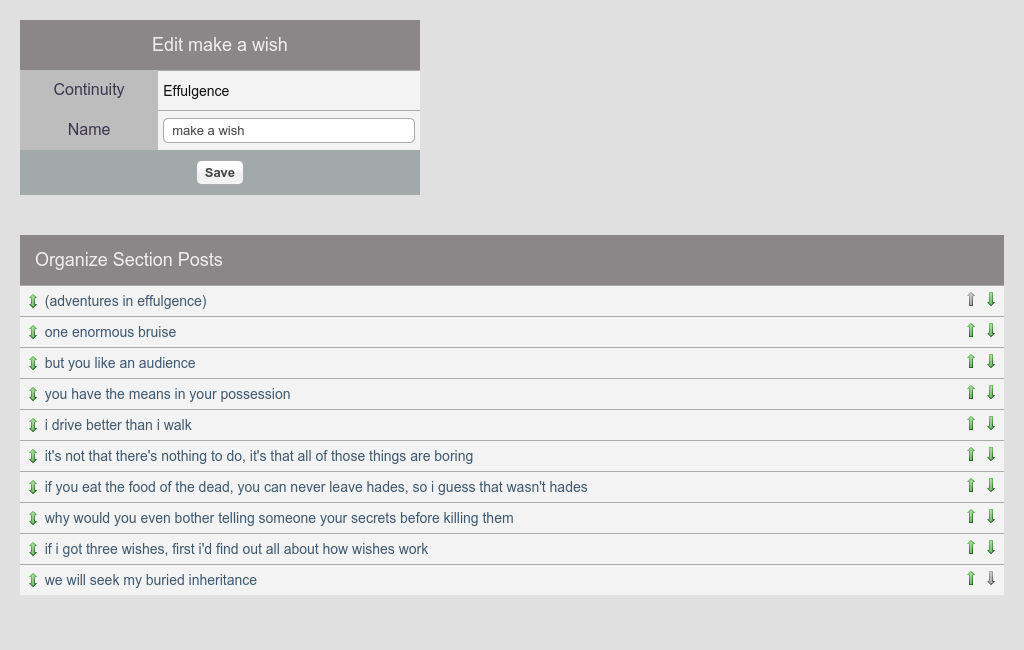 Edit make a wish
Continuity Effulgence
Name make a wish
Save
Organize Section Posts
(adventures in effulgence)
one enormous bruise
but you like an audience
you have the means in your possession
i drive better than i walk
it's not that there's nothing to do, it's that all of those things are boring
if you eat the food of the dead, you can never leave hades, so i guess that wasn't hades
why would you even bother telling someone your secrets before killing them
if i got three wishes, first i'd find out all about how wishes work
we will seek my buried inheritance